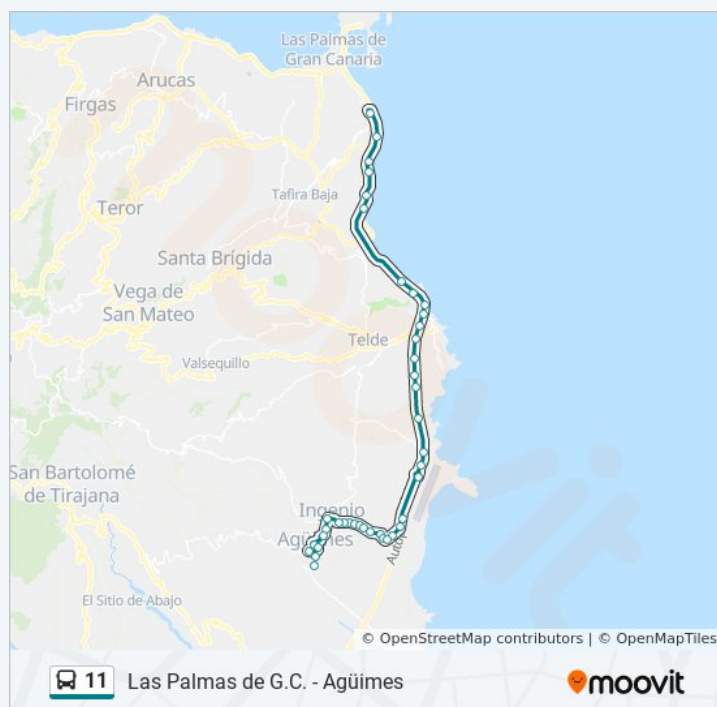 Las Palmas de
Gran Canaria
Arucas
Firgas
Tafira Baja
Teror
Santa Brígida
Vega de
San Mateo
Telde
Valsequillo
San Bartolomé
de Tirajana
Ingenio
Agüimes
Autop
El Sitio de Abajo
© OpenStreetMap contributors | © OpenMapTiles
11 Las Palmas de G.C. - Agüimes
moovit